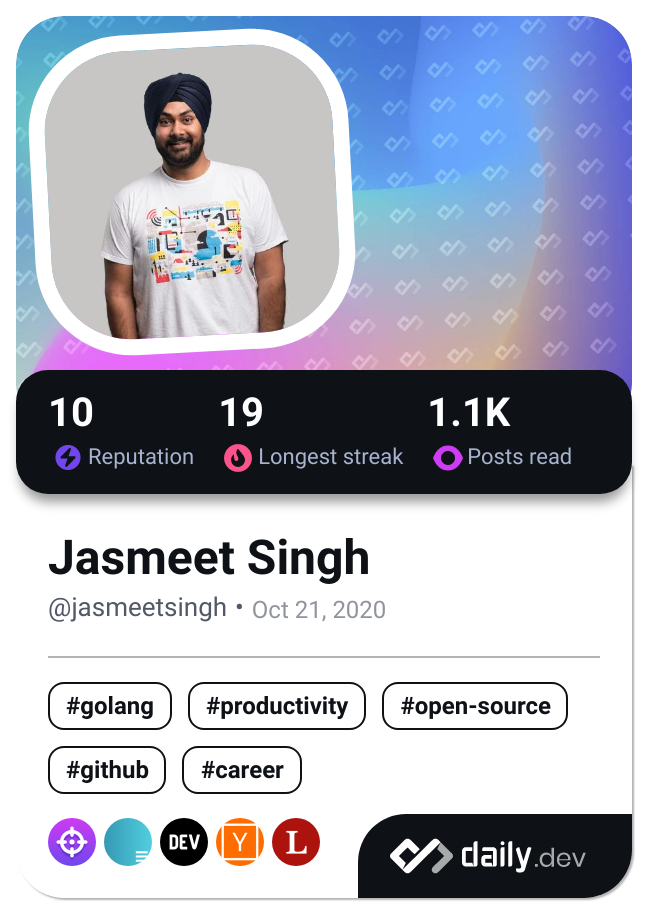 10 19 1.1K
Reputation Longest streak Posts read
Jasmeet Singh
@jasmeetsingh • Oct 21, 2020
#golang #productivity #open-source
#github #career
DEV Y L
daily.dev